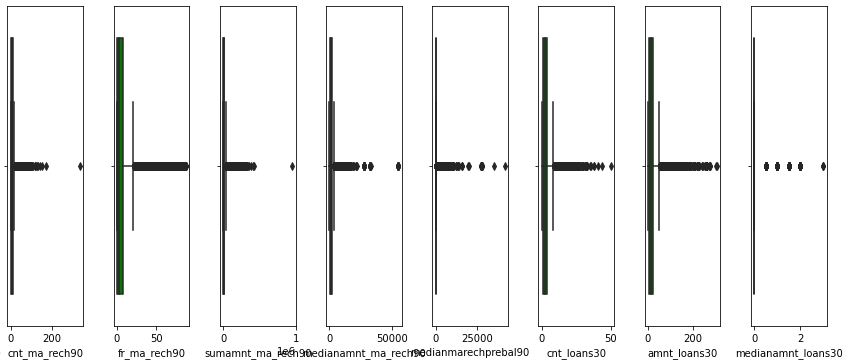 0 200
0 50
0 1
0 50000
0 25000
0 50
0 200
0 2
1e6
cnt_ma_rech90
fr_ma_rech90
sumamnt_ma_rech90
medianamnt_ma_rech90
medianmarechprebal90
cnt_loans30
amnt_loans30
medianamnt_loans30